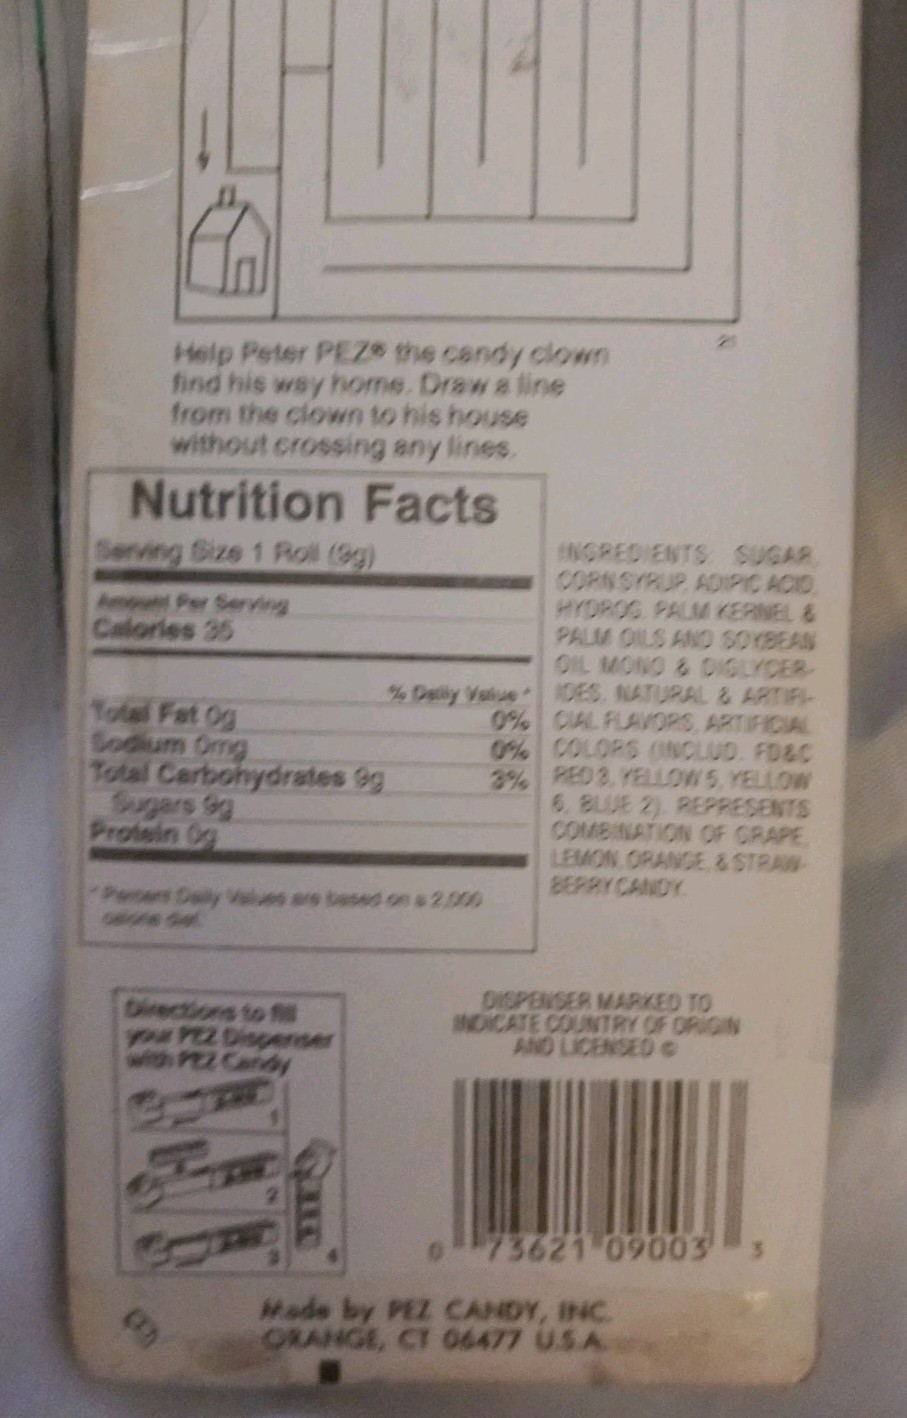 21
Help Peter PEZ® the candy clown
find his way home. Draw a line
from the clown to his house
without crossing any lines.
Nutrition Facts
Serving Size 1 Roll (9g)
Amount Per Serving
Calories 35
% Daily Value*
Total Fat 0g 0%
Sodium 0mg 0%
Total Carbohydrates 9g 3%
Sugars 9g
Protein 0g
*Percent Daily Values are based on a 2,000
calorie diet.
INGREDIENTS: SUGAR,
CORN SYRUP, ADIPIC ACID,
HYDROG. PALM KERNEL &
PALM OILS AND SOYBEAN
OIL MONO & DIGLYCER-
IDES, NATURAL & ARTIFI-
CIAL FLAVORS, ARTIFICIAL
COLORS (INCLUD. FD&C
RED 3, YELLOW 5, YELLOW
6, BLUE 2). REPRESENTS
COMBINATION OF GRAPE,
LEMON, ORANGE, & STRAW-
BERRY CANDY.
Directions to fill
your PEZ Dispenser
with PEZ Candy
1
2
3
4
DISPENSER MARKED TO
INDICATE COUNTRY OF ORIGIN
AND LICENSED ©
0 73621 09003 3
Made by PEZ CANDY, INC.
ORANGE, CT 06477 U.S.A.